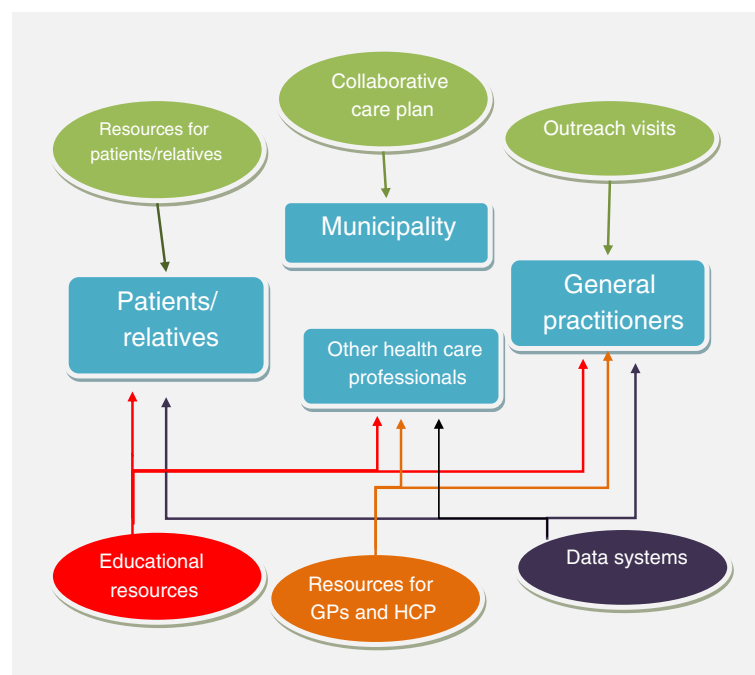 Collaborative
care plan
Resources for
patients/relatives
Outreach visits
Municipality
Patients/
relatives
General
practitioners
Other health care
professionals
Educational
resources
Resources for
GPs and HCP
Data systems